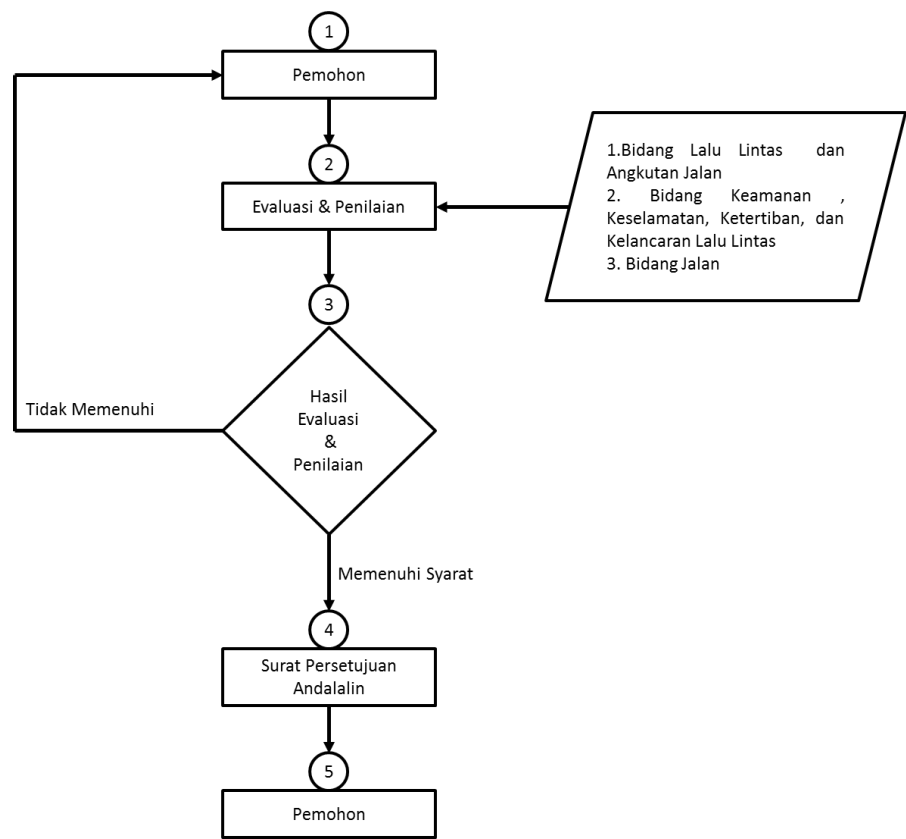 1
Pemohon
2
Evaluasi & Penilaian
1.Bidang Lalu Lintas dan
Angkutan Jalan
2. Bidang Keamanan ,
Keselamatan, Ketertiban, dan
Kelancaran Lalu Lintas
3. Bidang Jalan
3
Hasil
Evaluasi
&
Penilaian
Tidak Memenuhi
Memenuhi Syarat
4
Surat Persetujuan
Andalalin
5
Pemohon